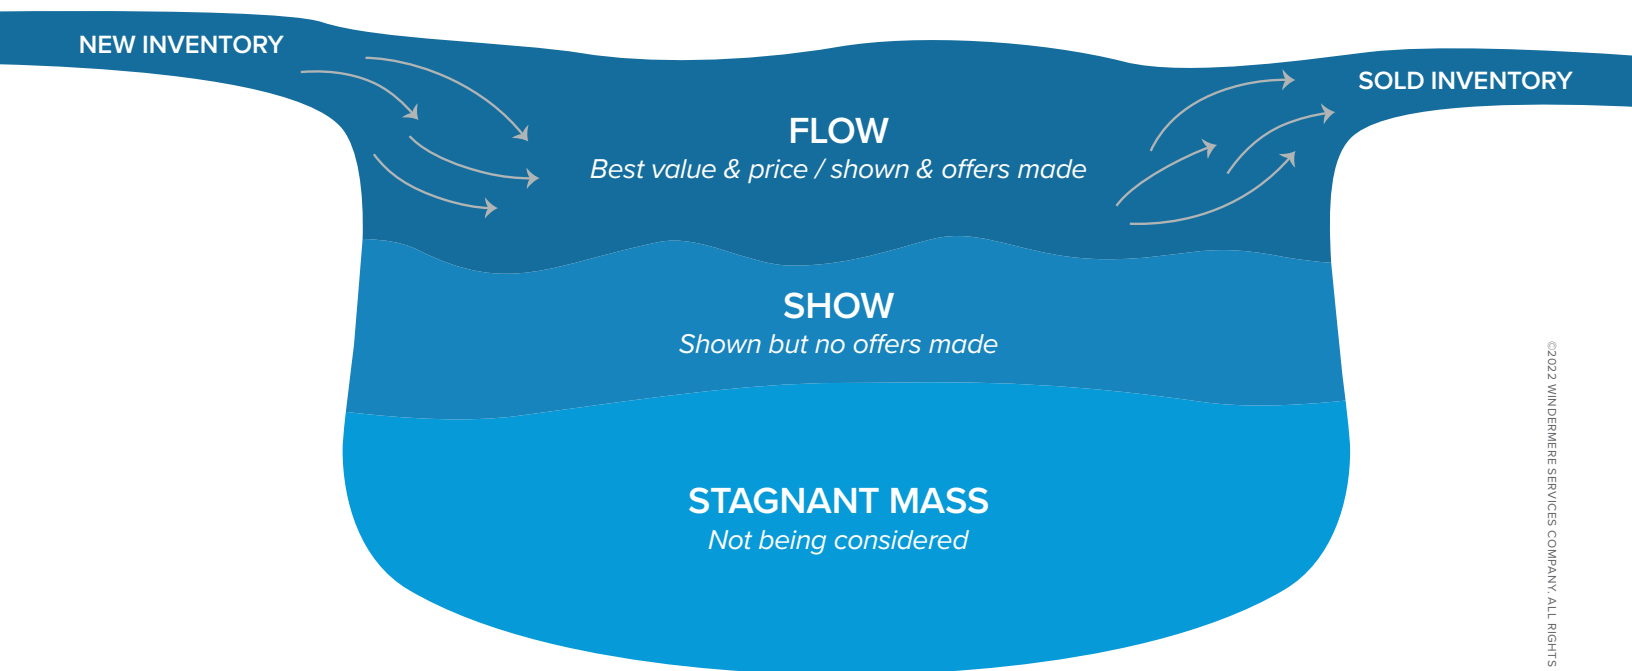 NEW INVENTORY
SOLD INVENTORY
FLOW
Best value & price / shown & offers made
SHOW
Shown but no offers made
STAGNANT MASS
Not being considered
©2022 WINDERMERE SERVICES COMPANY. ALL RIGHTS